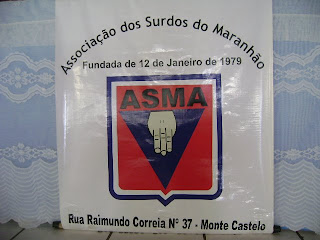 Associação dos Surdos do Maranhão
Fundada de 12 de Janeiro de 1979
ASMA
Rua Raimundo Correia N° 37 - Monte Castelo